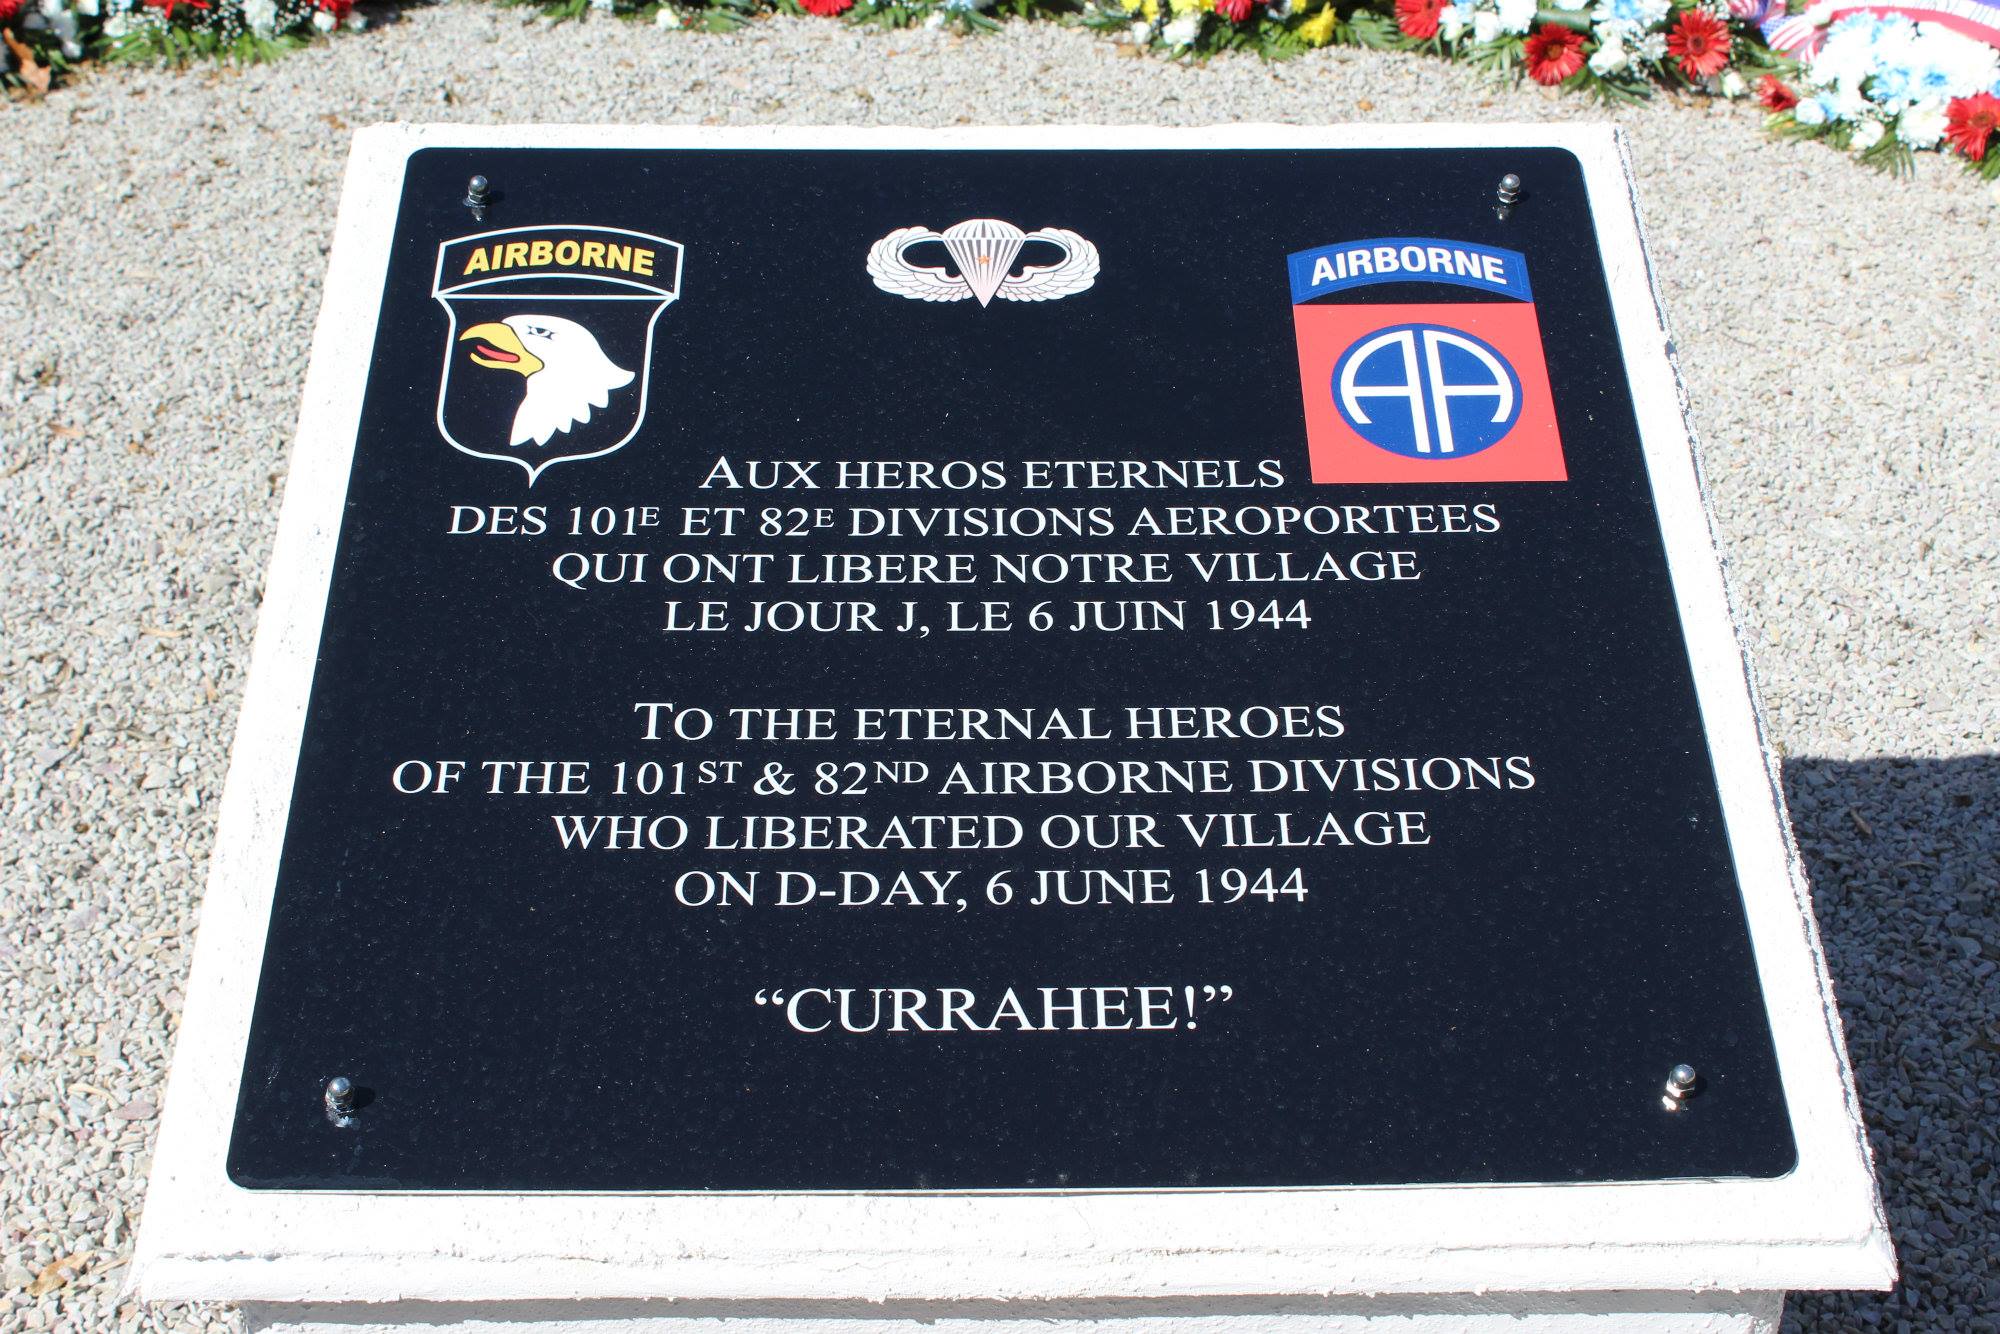 AIRBORNE
AIRBORNE
AA
AUX HEROS ETERNELS
DES 101E ET 82E DIVISIONS AEROPORTEES
QUI ONT LIBERE NOTRE VILLAGE
LE JOUR J, LE 6 JUIN 1944
TO THE ETERNAL HEROES
OF THE 101ST & 82ND AIRBORNE DIVISIONS
WHO LIBERATED OUR VILLAGE
ON D-DAY, 6 JUNE 1944
“CURRAHEE!”